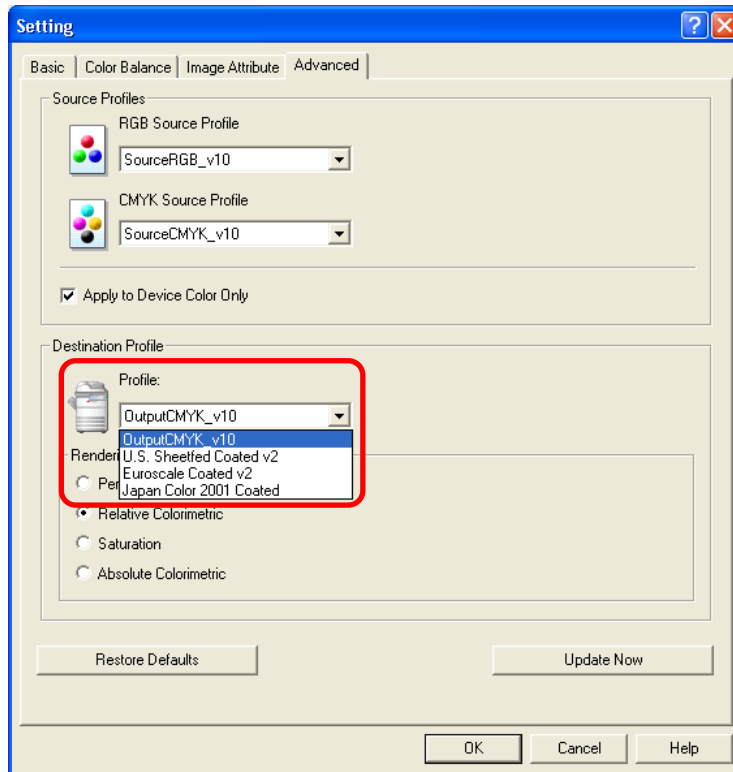 Setting
Basic Color Balance Image Attribute Advanced
Source Profiles
RGB Source Profile
SourceRGB_v10
CMYK Source Profile
SourceCMYK_v10
Apply to Device Color Only
Destination Profile
Profile:
OutputCMYK_v10
OutputCMYK_v10
U.S. Sheetfed Coated v2
Euroscale Coated v2
Japan Color 2001 Coated
Relative Colorimetric
Saturation
Absolute Colorimetric
Restore Defaults Update Now
OK Cancel Help